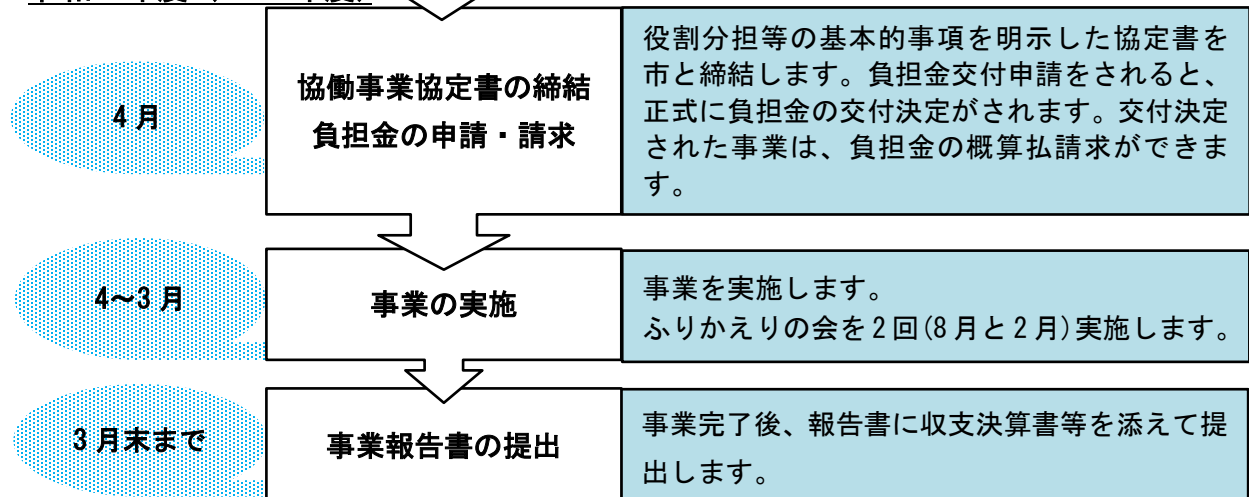 4月
協働事業協定書の締結
負担金の申請・請求
役割分担等の基本的事項を明示した協定書を
市と締結します。負担金交付申請をされると、
正式に負担金の交付決定がされます。交付決定
された事業は、負担金の概算払請求ができま
す。
4～3月
事業の実施
事業を実施します。
ふりかえりの会を2回(8月と2月)実施します。
3月末まで
事業報告書の提出
事業完了後、報告書に収支決算書等を添えて提
出します。